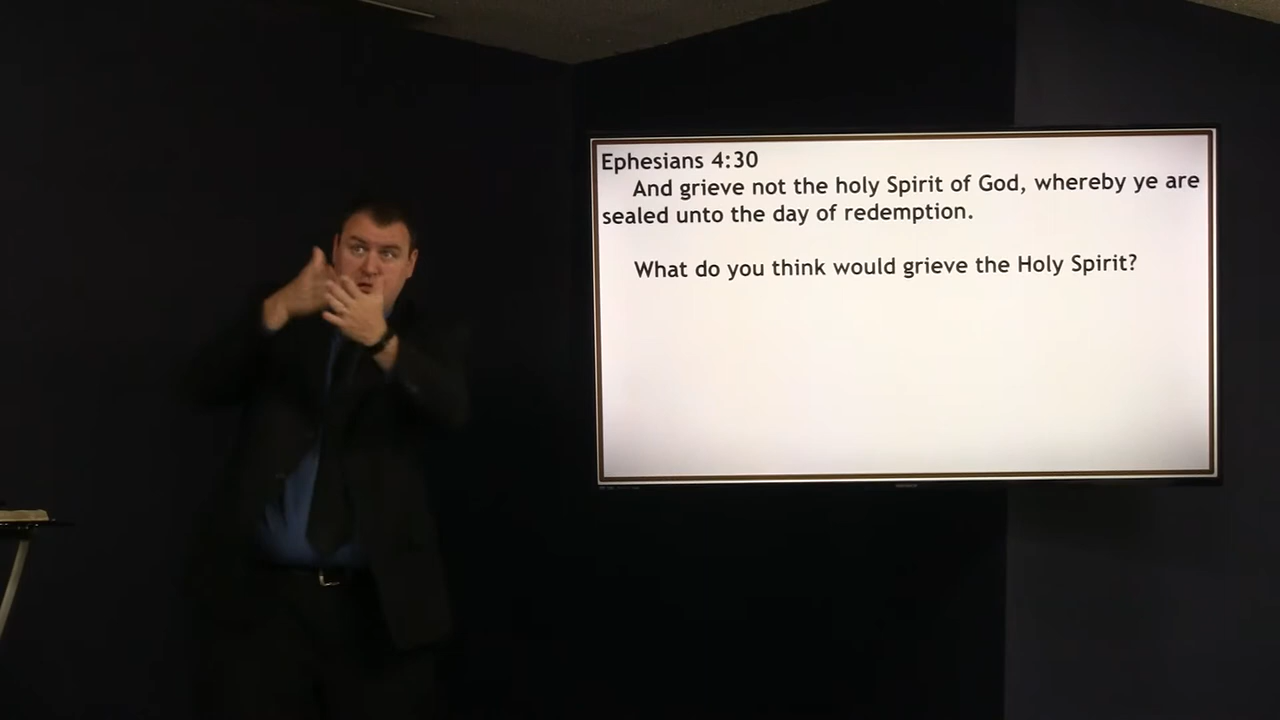 Ephesians 4:30
And grieve not the holy Spirit of God, whereby ye are
sealed unto the day of redemption.
What do you think would grieve the Holy Spirit?